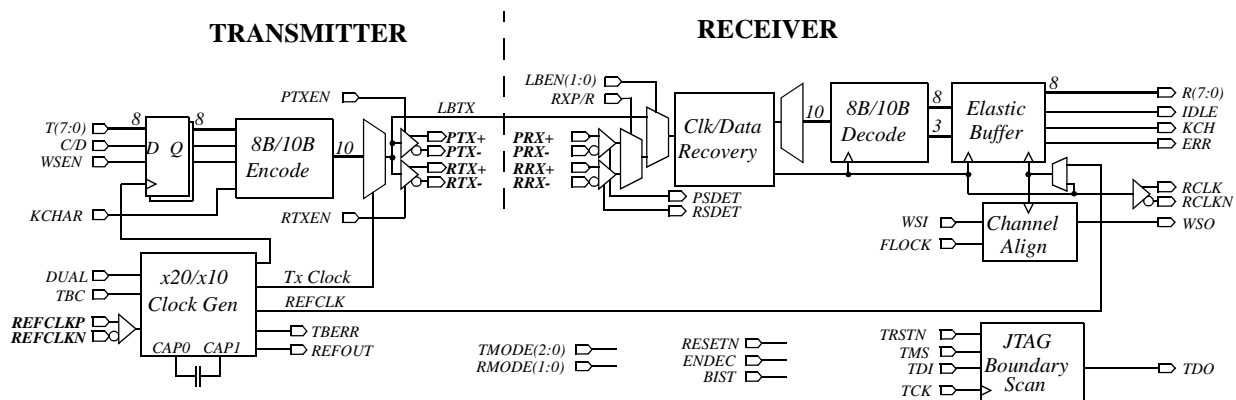 TRANSMITTER
RECEIVER
PTXEN
LBTX
LBEN(1:0)
RXP/R
T(7:0)
C/D
WSEN
8
D Q
8
8B/10B
Encode
10
PTX+
PTX-
RTX+
RTX-
PRX+
PRX-
RRX+
RRX-
Clk/Data
Recovery
10
8B/10B
Decode
8
3
Elastic
Buffer
8
R(7:0)
IDLE
KCH
ERR
KCHAR
RTXEN
PSDET
RSDET
RCLK
RCLKN
WSI
FLOCK
Channel
Align
WSO
DUAL
TBC
REFCLKP
REFCLKN
x20/x10
Clock Gen
CAP0 CAP1
Tx Clock
REFCLK
TBERR
REFOUT
TMODE(2:0)
RMODE(1:0)
RESETN
ENDEC
BIST
TRSTN
TMS
TDI
TCK
JTAG
Boundary
Scan
TDO